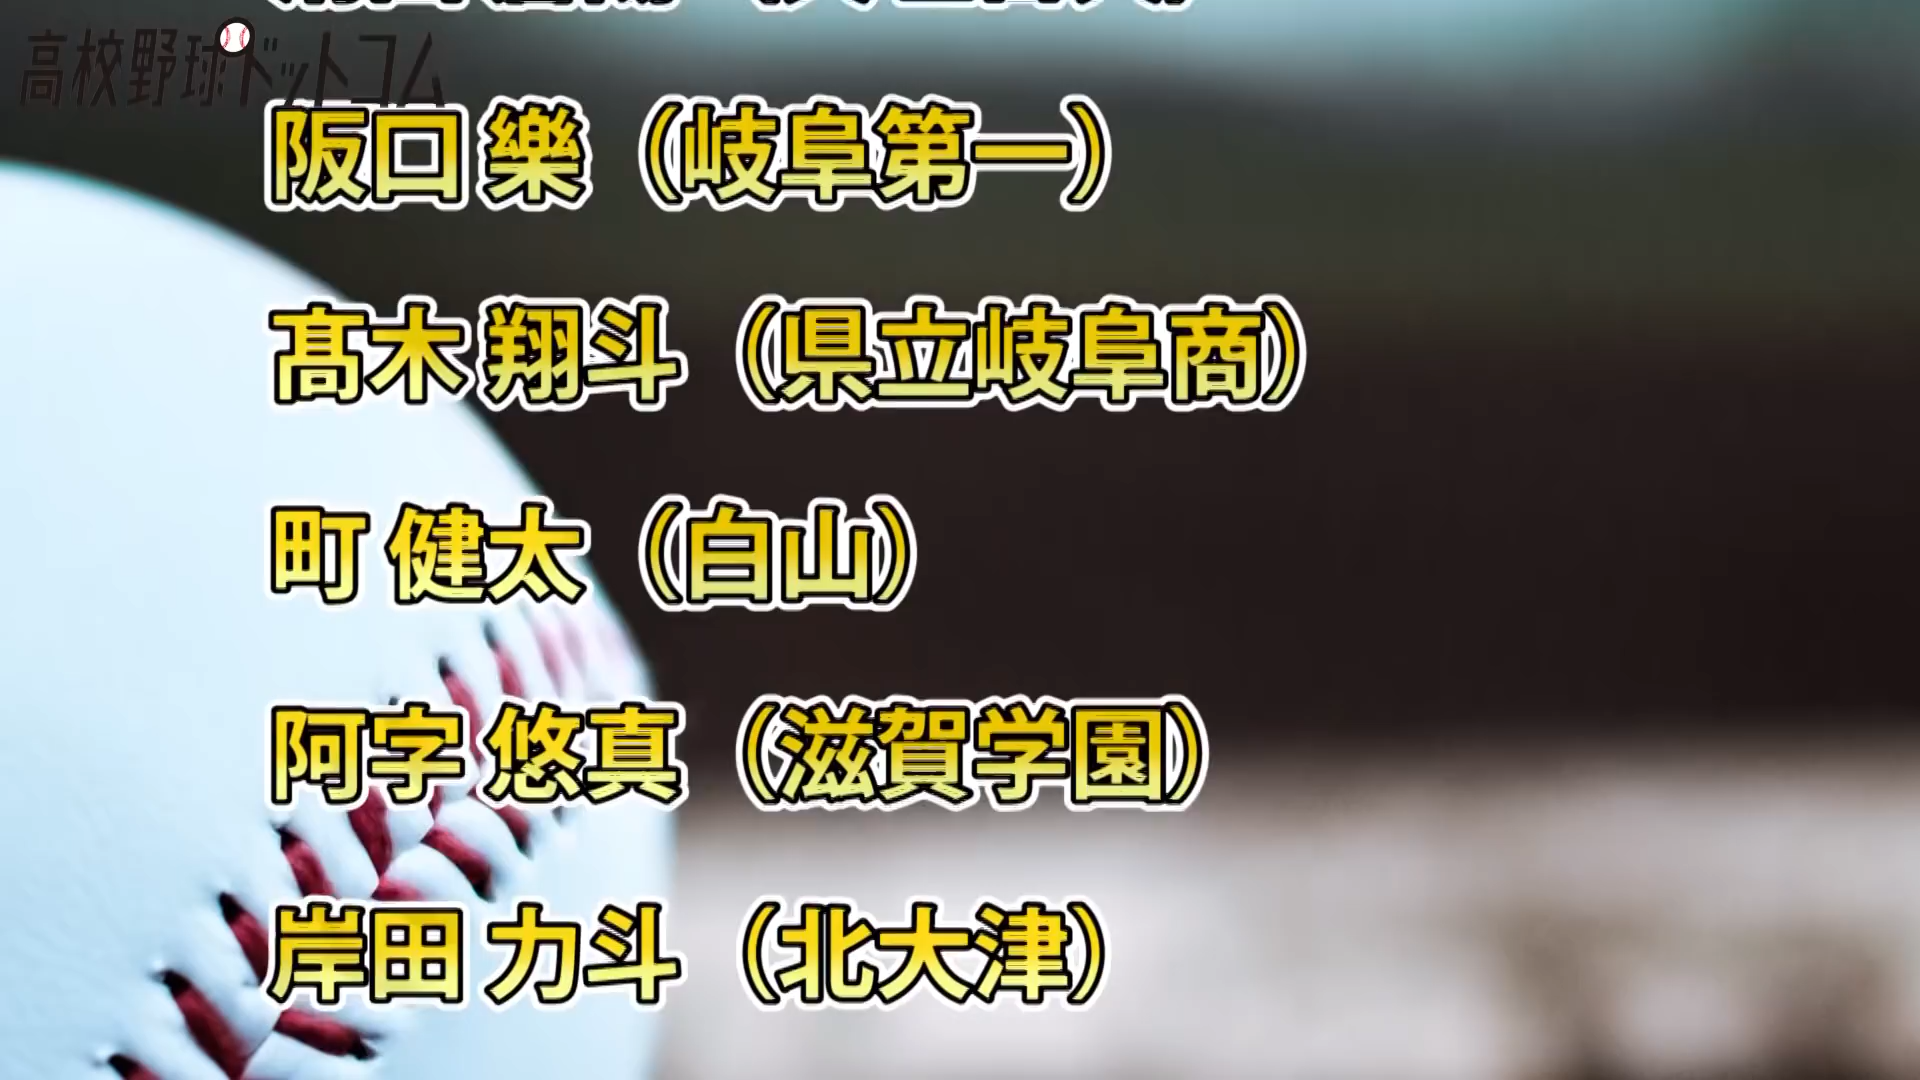 高校野球ドットコム
阪口 樂（岐阜第一）
髙木 翔斗（県立岐阜商）
町 健太（白山）
阿字 悠真（滋賀学園）
岸田 力斗（北大津）